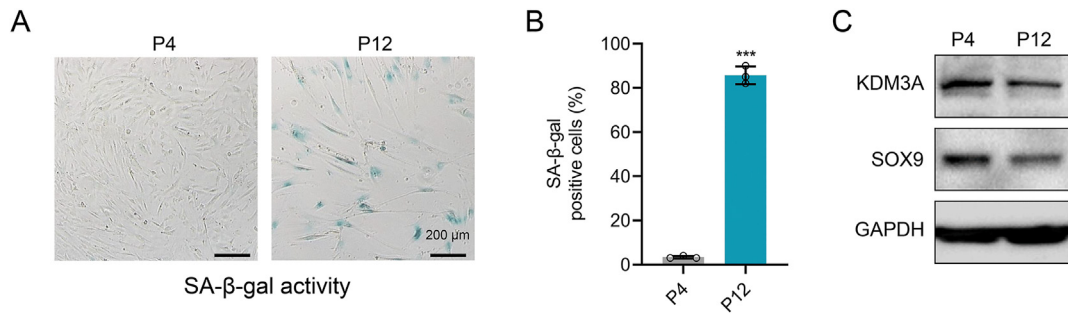 A
P4
P12
200 μm
SA-β-gal activity
B
SA-β-gal
positive cells (%)
100
80
60
40
20
0
***
P4
P12
C
P4
P12
KDM3A
SOX9
GAPDH